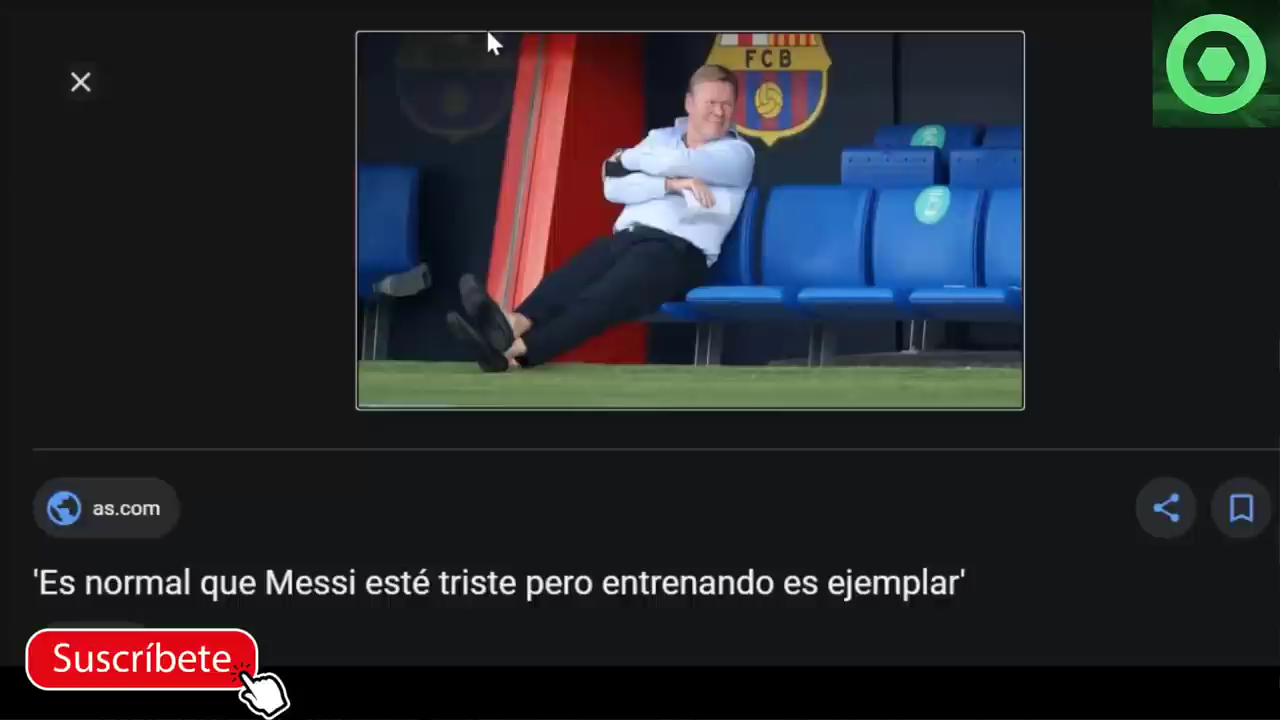 FCB
as.com
'Es normal que Messi esté triste pero entrenando es ejemplar'
Suscríbete